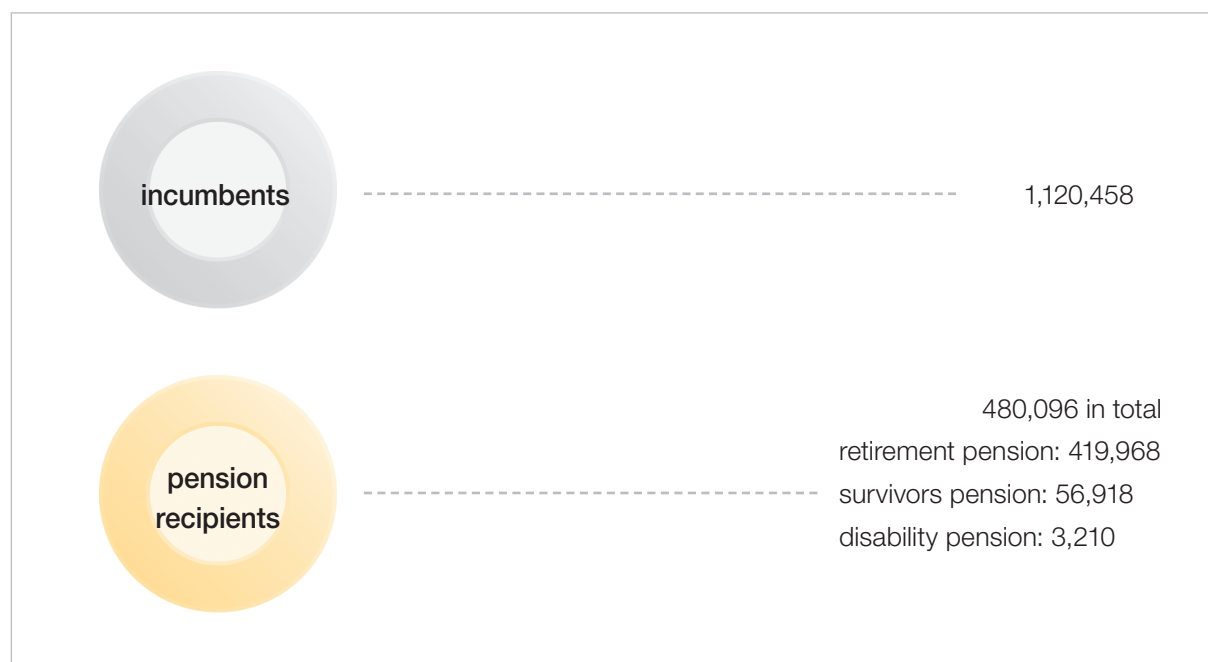 incumbents
1,120,458
pension
recipients
480,096 in total
retirement pension: 419,968
survivors pension: 56,918
disability pension: 3,210